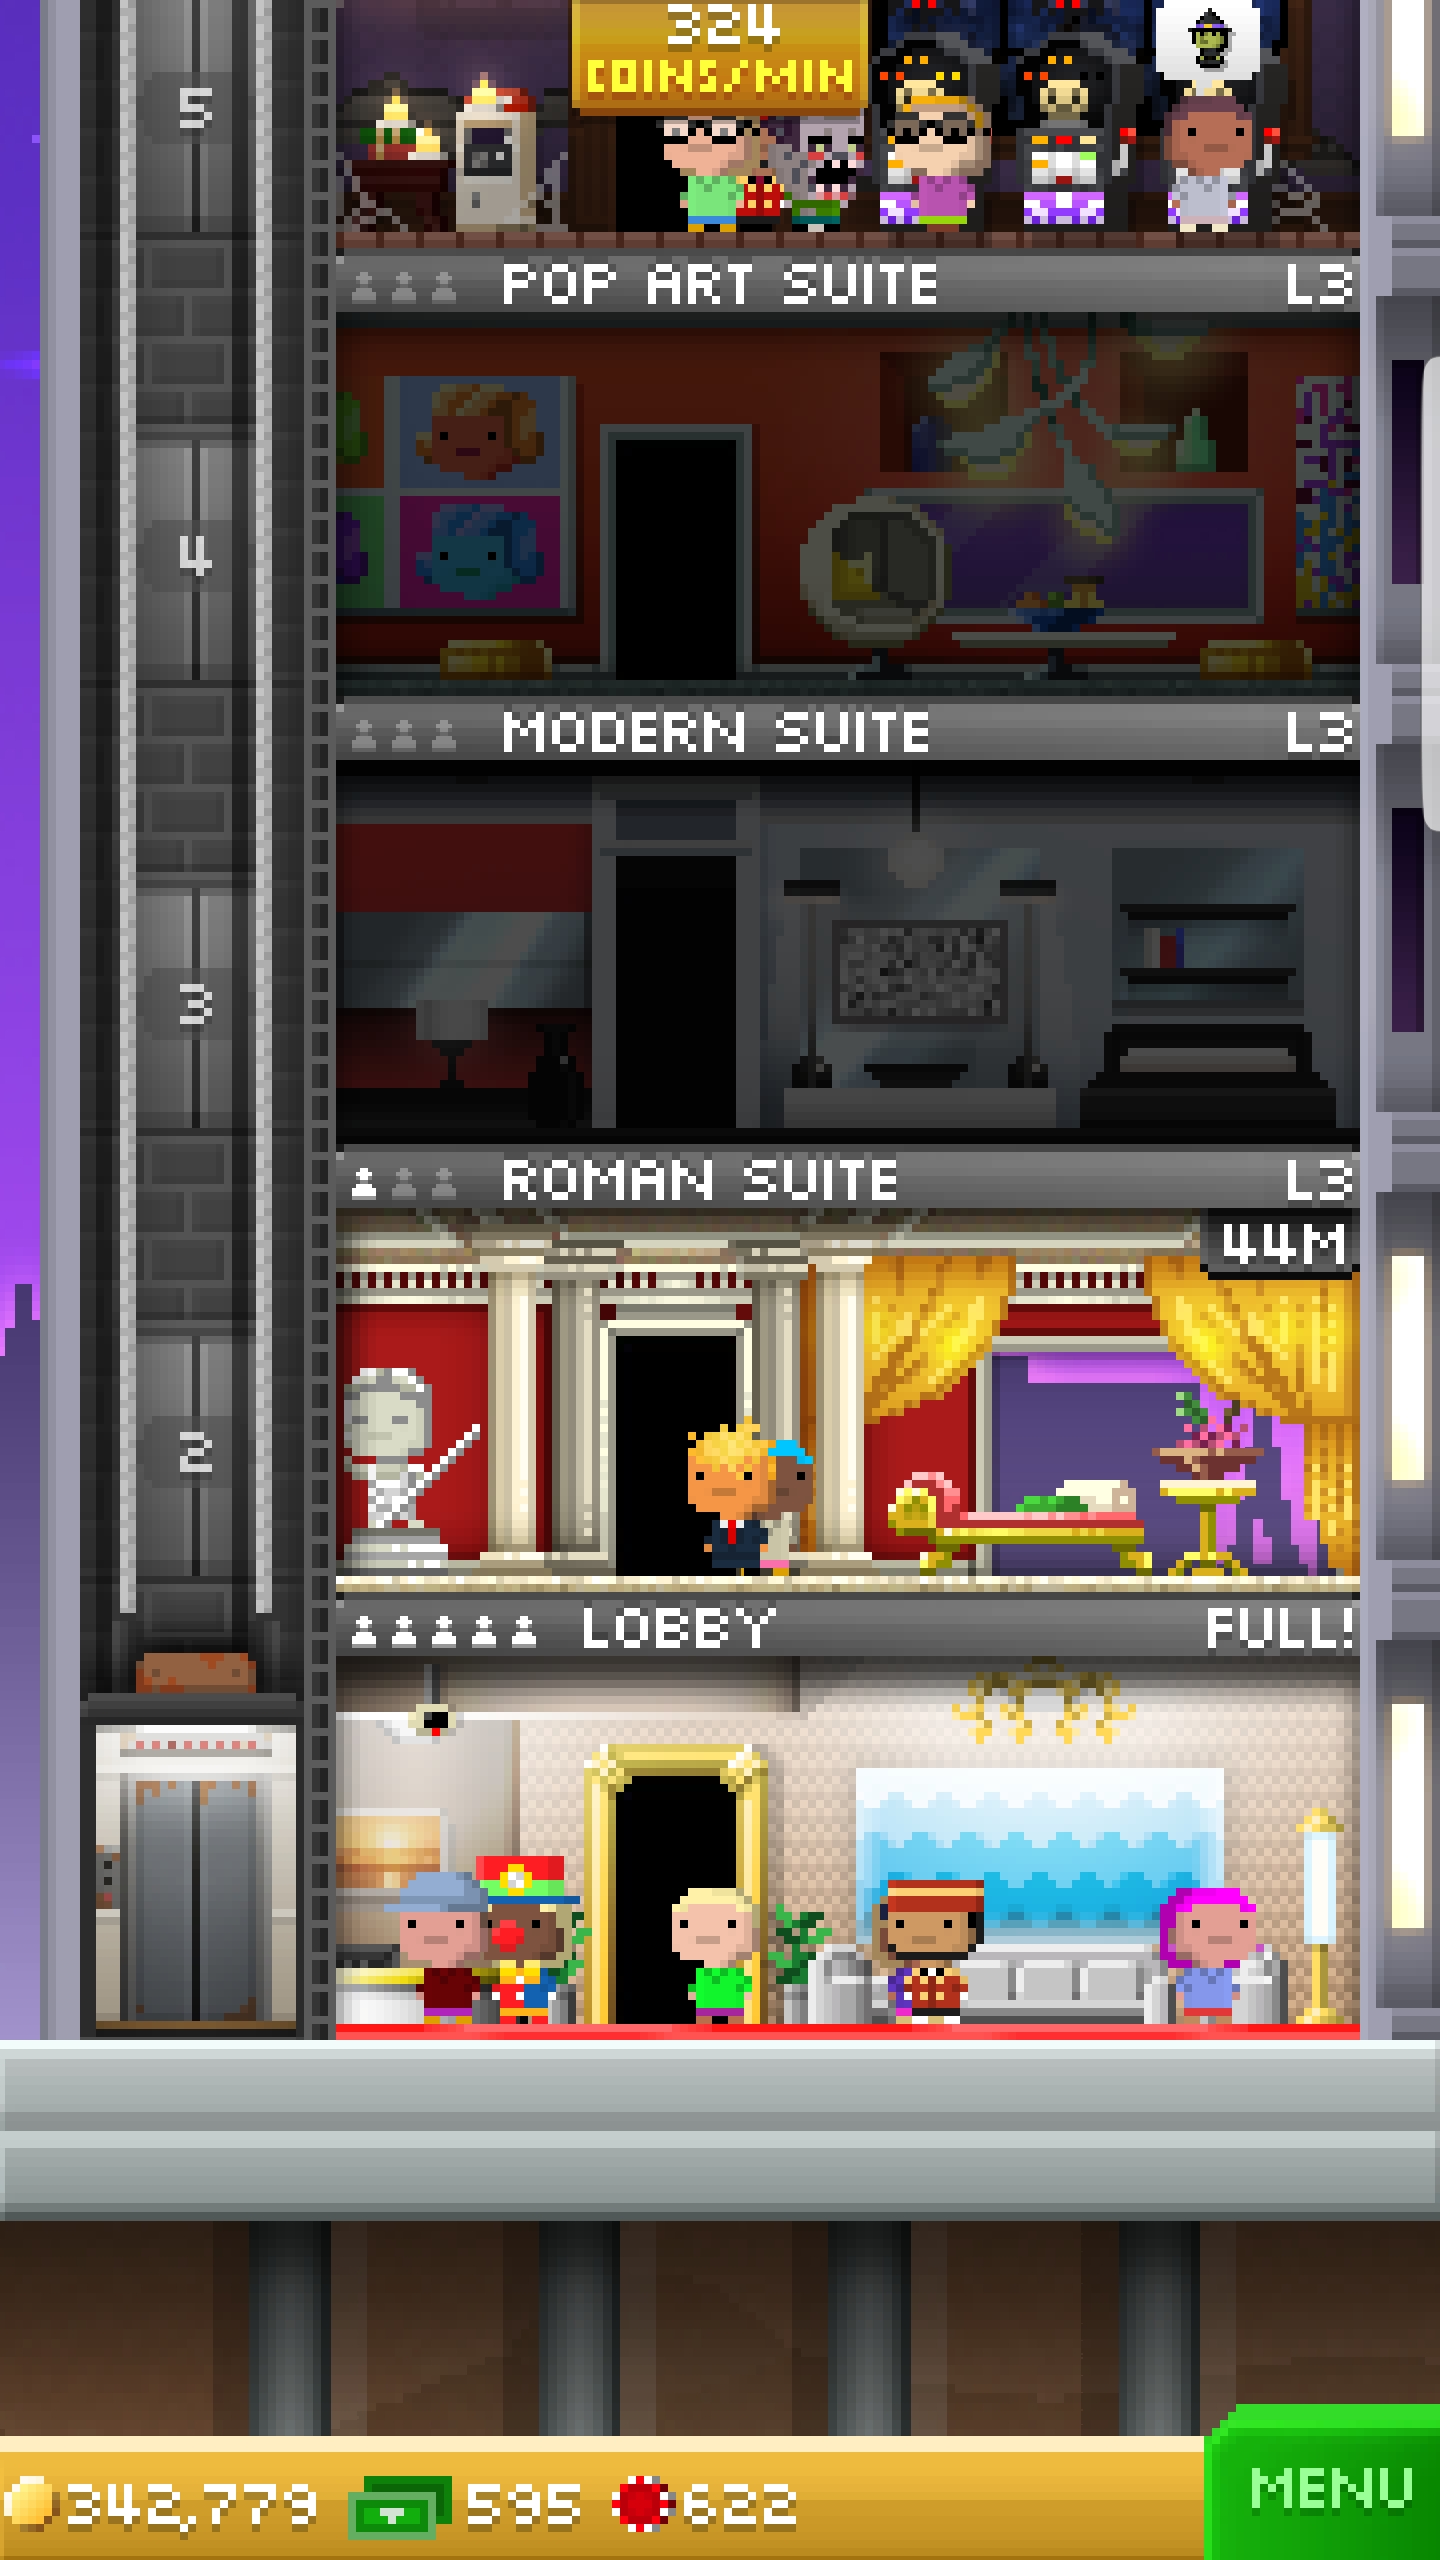 324
COINS/MIN
5
POP ART SUITE L3
4
MODERN SUITE L3
3
ROMAN SUITE L3
44M
2
LOBBY FULL!
342,779 595 622 MENU